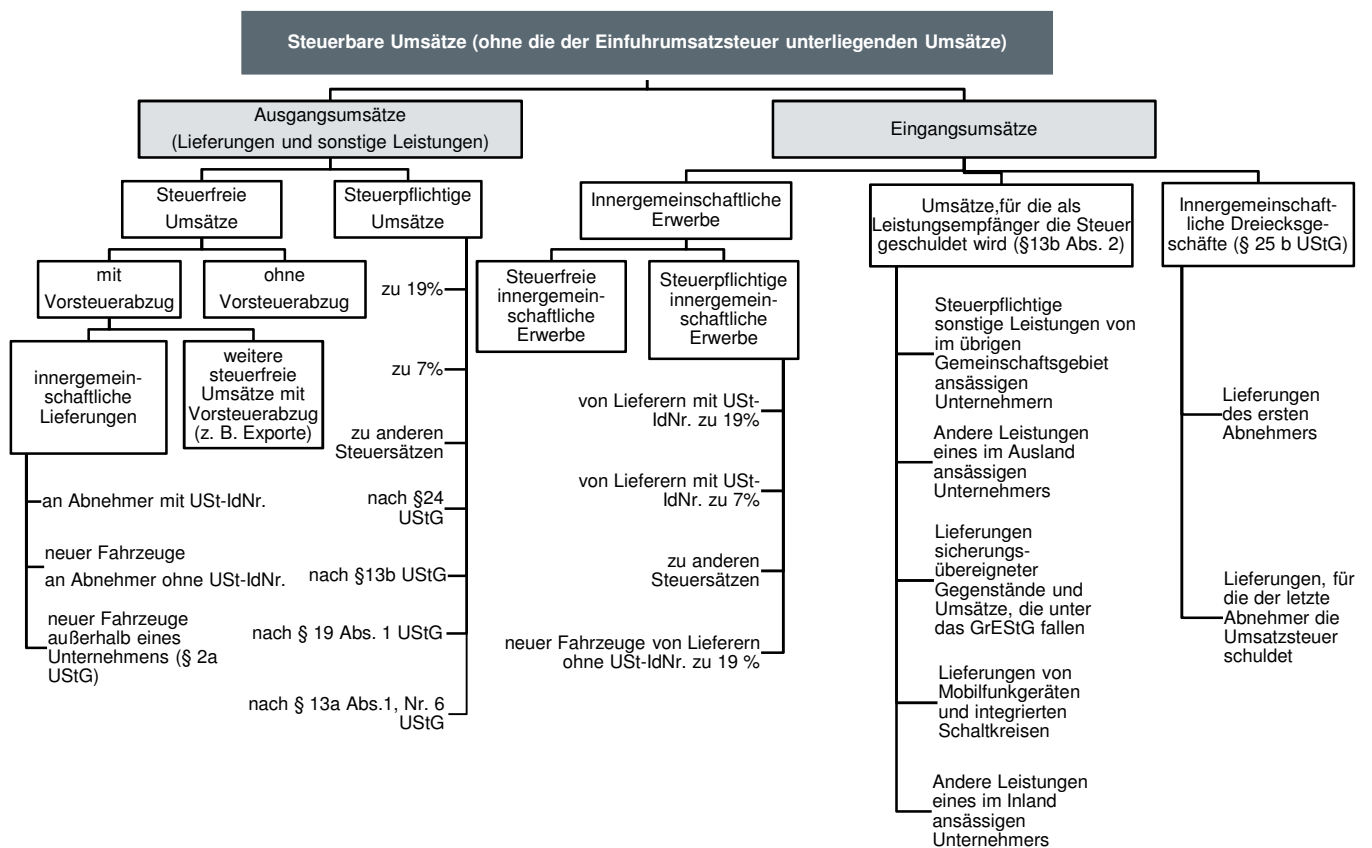 Steuerbare Umsätze (ohne die der Einfuhrumsatzsteuer unterliegenden Umsätze)
Ausgangsumsätze
(Lieferungen und sonstige Leistungen)
Steuerfreie
Umsätze
mit
Vorsteuerabzug
ohne
Vorsteuerabzug
innergemein-
schaftliche
Lieferungen
weitere
steuerfreie
Umsätze mit
Vorsteuerabzug
(z. B. Exporte)
an Abnehmer mit USt-IdNr.
neuer Fahrzeuge
an Abnehmer ohne USt-IdNr.
neuer Fahrzeuge
außerhalb eines
Unternehmens (§ 2a
UStG)
Steuerpflichtige
Umsätze
zu 19%
zu 7%
zu anderen
Steuersätzen
nach §24
UStG
nach §13b UStG
nach § 19 Abs. 1 UStG
nach § 13a Abs.1, Nr. 6
UStG
Eingangsumsätze
Innergemeinschaftliche
Erwerbe
Steuerfreie
innergemein-
schaftliche
Erwerbe
Steuerpflichtige
innergemein-
schaftliche
Erwerbe
von Lieferern mit USt-
IdNr. zu 19%
von Lieferern mit USt-
IdNr. zu 7%
zu anderen
Steuersätzen
neuer Fahrzeuge von Lieferern
ohne USt-IdNr. zu 19 %
Umsätze,für die als
Leistungsempfänger die Steuer
geschuldet wird (§13b Abs. 2)
Steuerpflichtige
sonstige Leistungen von
im übrigen
Gemeinschaftsgebiet
ansässigen
Unternehmern
Andere Leistungen
eines im Ausland
ansässigen
Unternehmers
Lieferungen
sicherungs-
übereigneter
Gegenstände und
Umsätze, die unter
das GrEStG fallen
Lieferungen von
Mobilfunkgeräten
und integrierten
Schaltkreisen
Andere Leistungen
eines im Inland
ansässigen
Unternehmers
Innergemeinschaft-
liche Dreiecksge-
schäfte (§ 25 b UStG)
Lieferungen
des ersten
Abnehmers
Lieferungen, für
die der letzte
Abnehmer die
Umsatzsteuer
schuldet